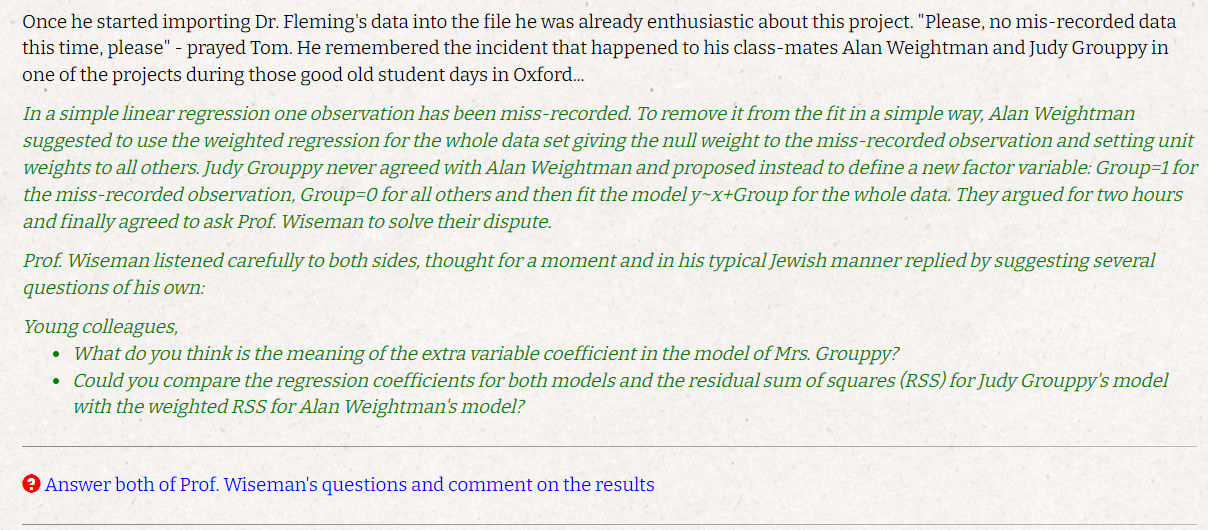 Once he started importing Dr. Fleming's data into the file he was already enthusiastic about this project. "Please, no mis-recorded data
this time, please" - prayed Tom. He remembered the incident that happened to his class-mates Alan Weightman and Judy Grouppy in
one of the projects during those good old student days in Oxford...
In a simple linear regression one observation has been miss-recorded. To remove it from the fit in a simple way, Alan Weightman
suggested to use the weighted regression for the whole data set giving the null weight to the miss-recorded observation and setting unit
weights to all others. Judy Grouppy never agreed with Alan Weightman and proposed instead to define a new factor variable: Group=1 for
the miss-recorded observation, Group=0 for all others and then fit the model y~x+Group for the whole data. They argued for two hours
and finally agreed to ask Prof. Wiseman to solve their dispute.
Prof. Wiseman listened carefully to both sides, thought for a moment and in his typical Jewish manner replied by suggesting several
questions of his own:
Young colleagues,
• What do you think is the meaning of the extra variable coefficient in the model of Mrs. Grouppy?
• Could you compare the regression coefficients for both models and the residual sum of squares (RSS) for Judy Grouppy's model
with the weighted RSS for Alan Weightman's model?
? Answer both of Prof. Wiseman's questions and comment on the results